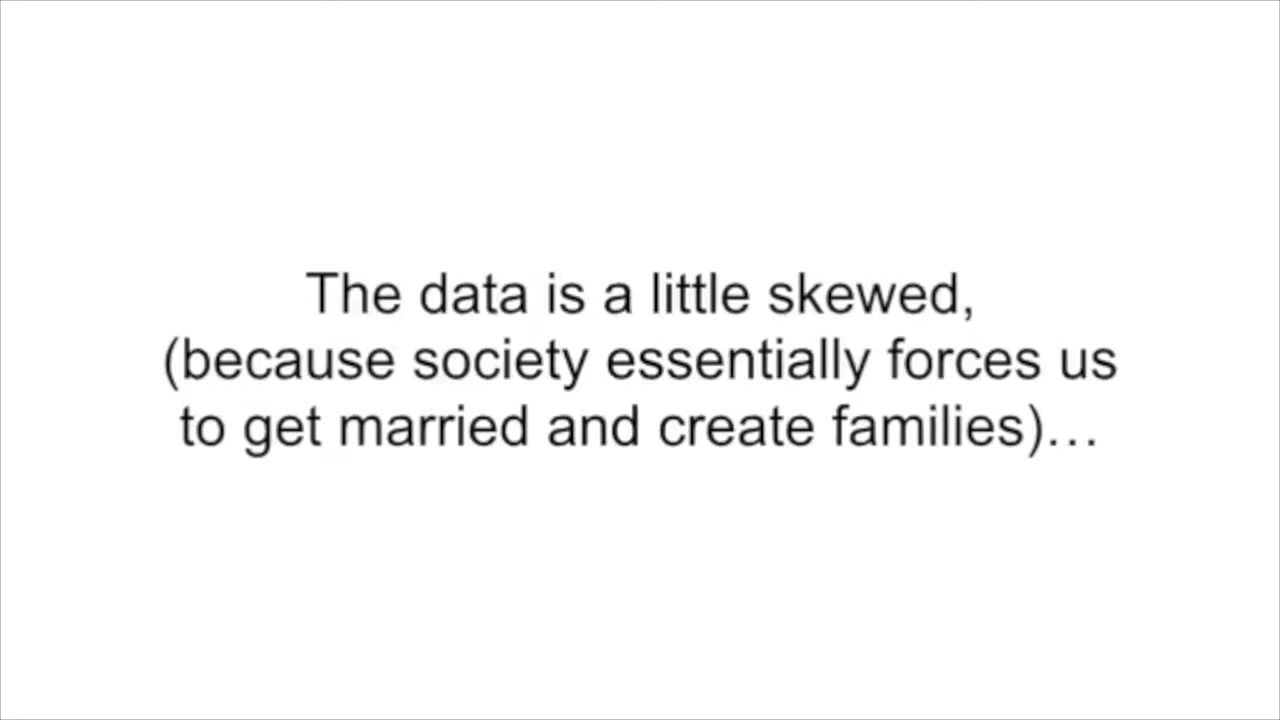 The data is a little skewed,
(because society essentially forces us
to get married and create families)…